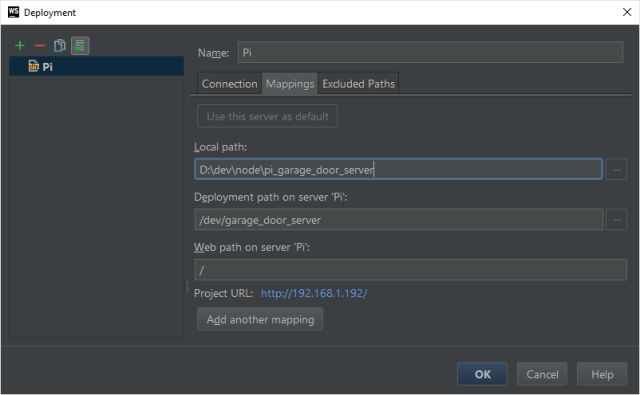 WS Deployment
Name: Pi
Pi
Connection Mappings Excluded Paths
Use this server as default
Local path:
D:\dev\node\pi_garage_door_server ...
Deployment path on server 'Pi':
/dev/garage_door_server ...
Web path on server 'Pi':
/
Project URL: http://192.168.1.192/
Add another mapping
OK Cancel Help